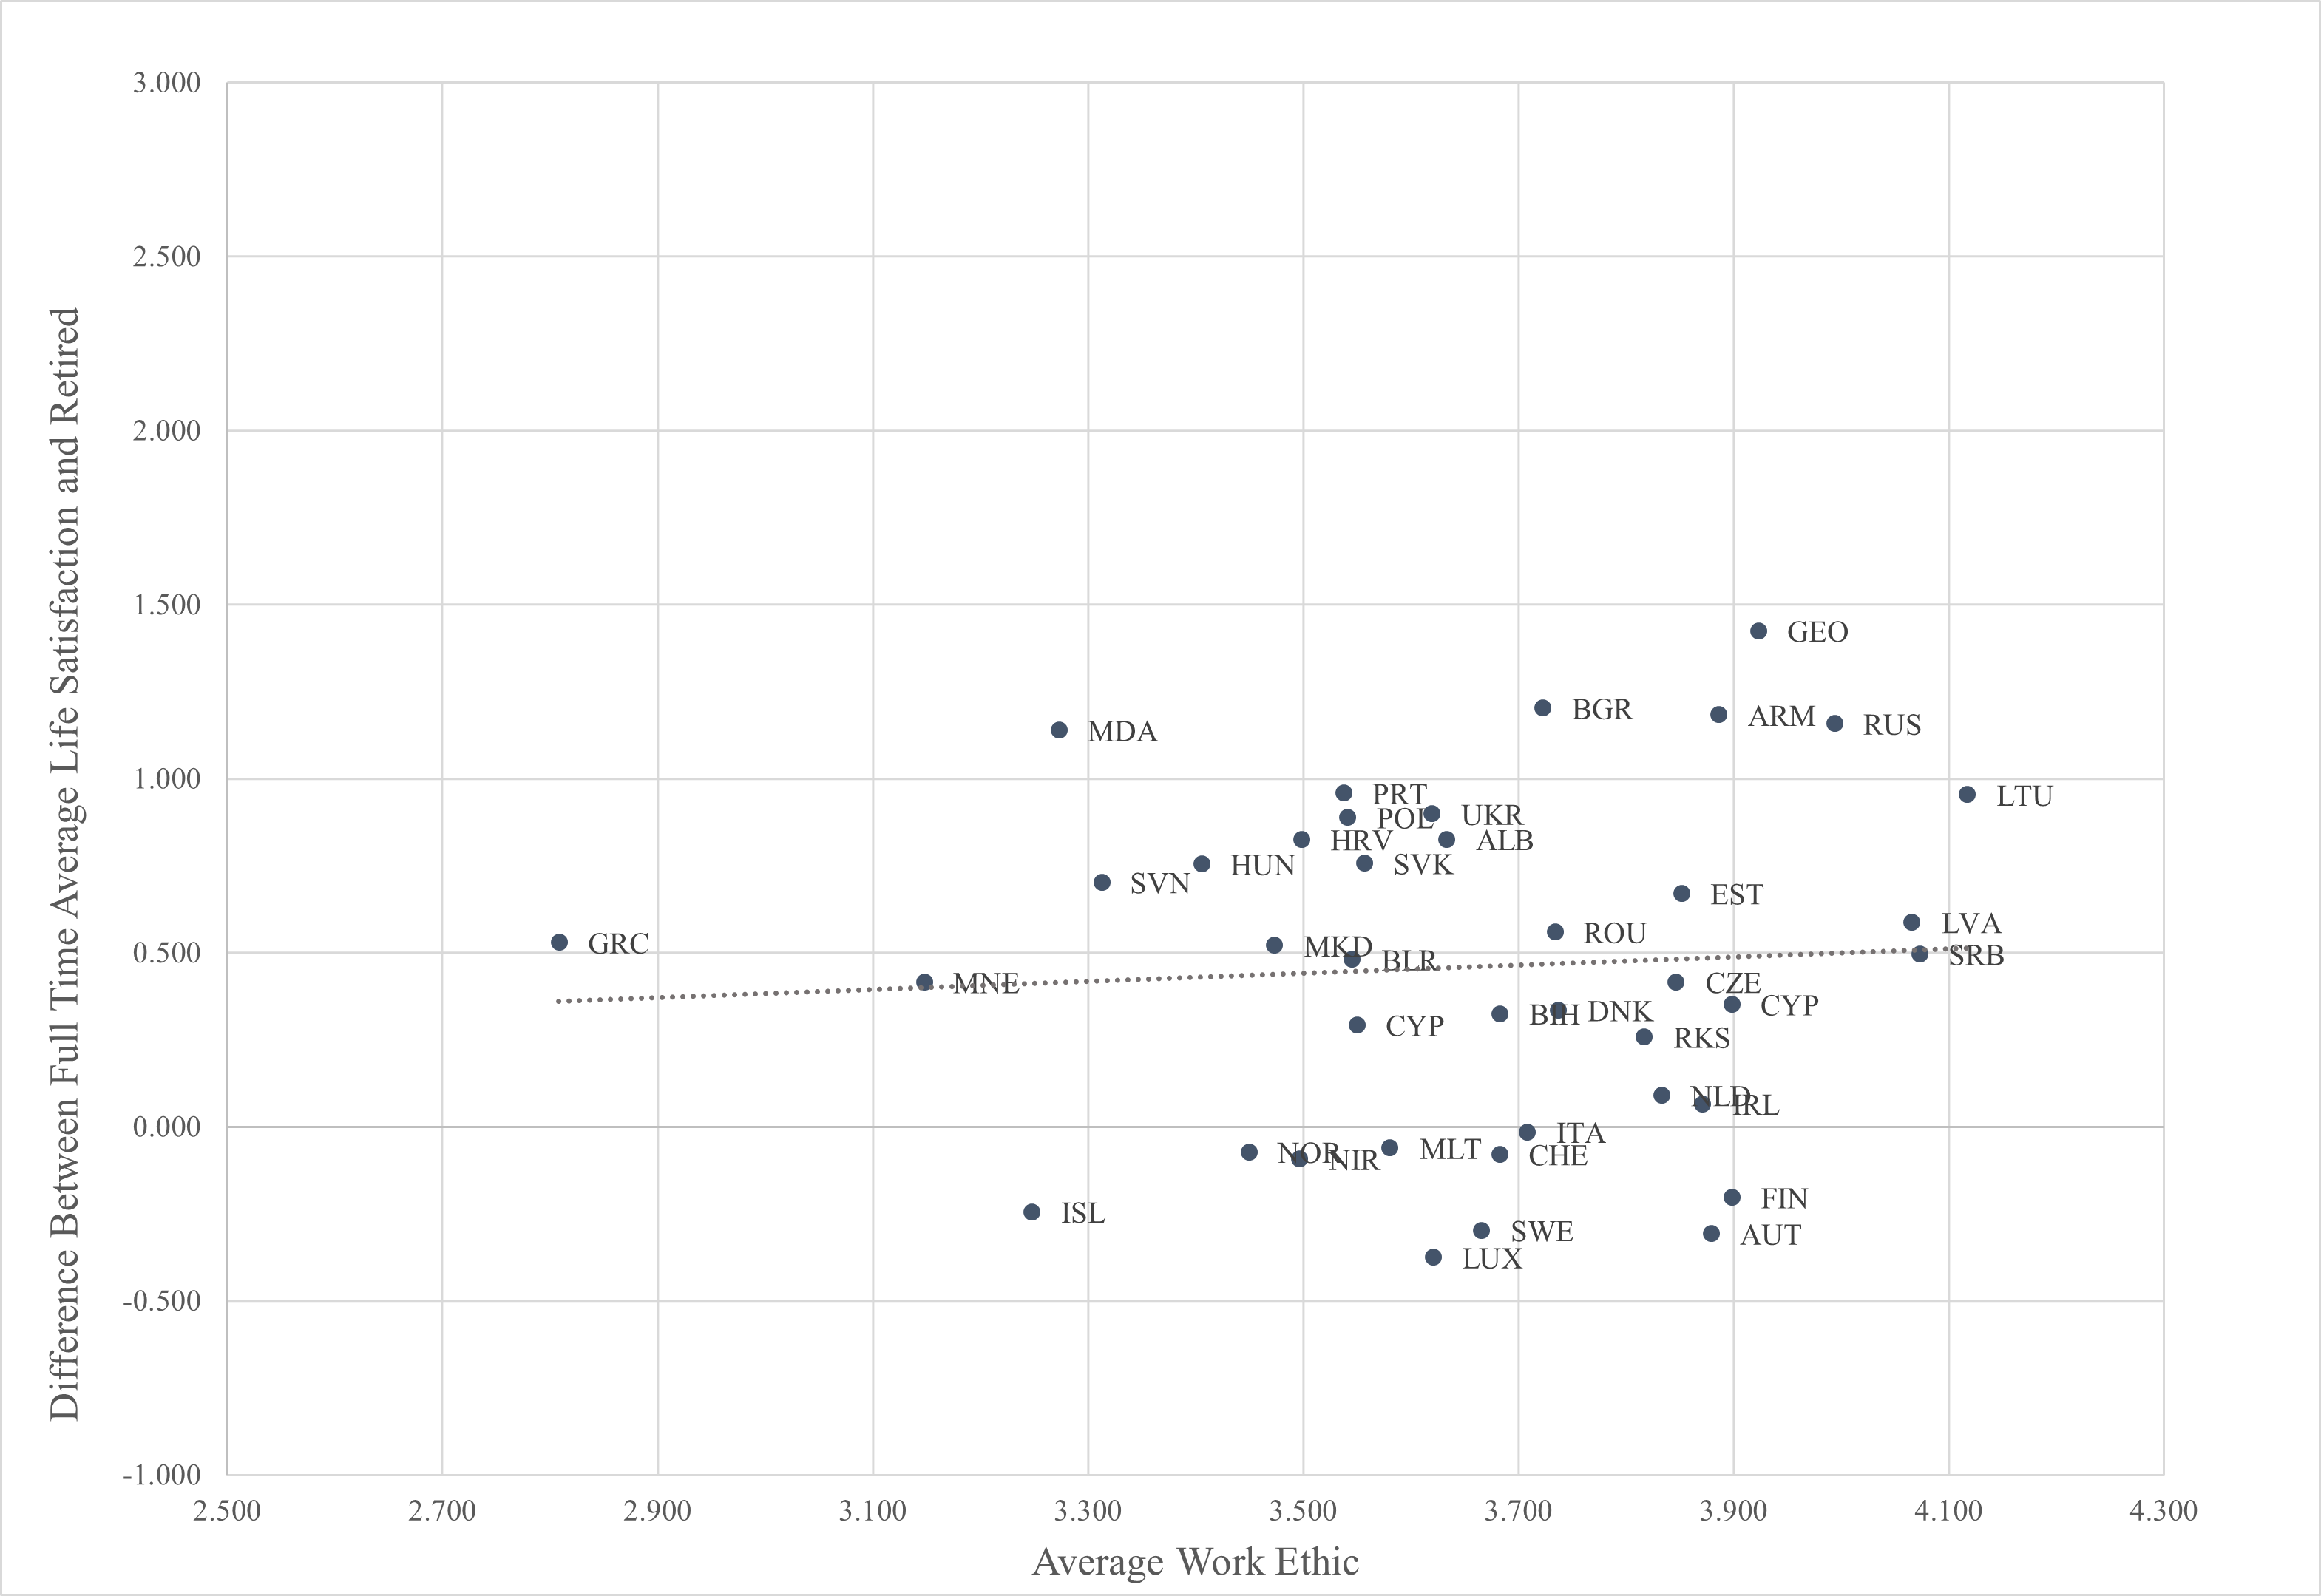 Difference Between Full Time Average Life Satisfaction and Retired
3.000
2.500
2.000
1.500
1.000
0.500
0.000
-0.500
-1.000
GEO
BGR
ARM
RUS
MDA
PRT
LTU
UKR
POL
HRV
ALB
HUN
SVK
SVN
EST
LVA
ROU
GRC
MKD
SRB
BLR
MNE
CZE
CYP
BIH
DNK
CYP
RKS
NLD
IRL
ITA
MLT
NOR
CHE
NIR
FIN
ISL
SWE
AUT
LUX
2.500 2.700 2.900 3.100 3.300 3.500 3.700 3.900 4.100 4.300
Average Work Ethic